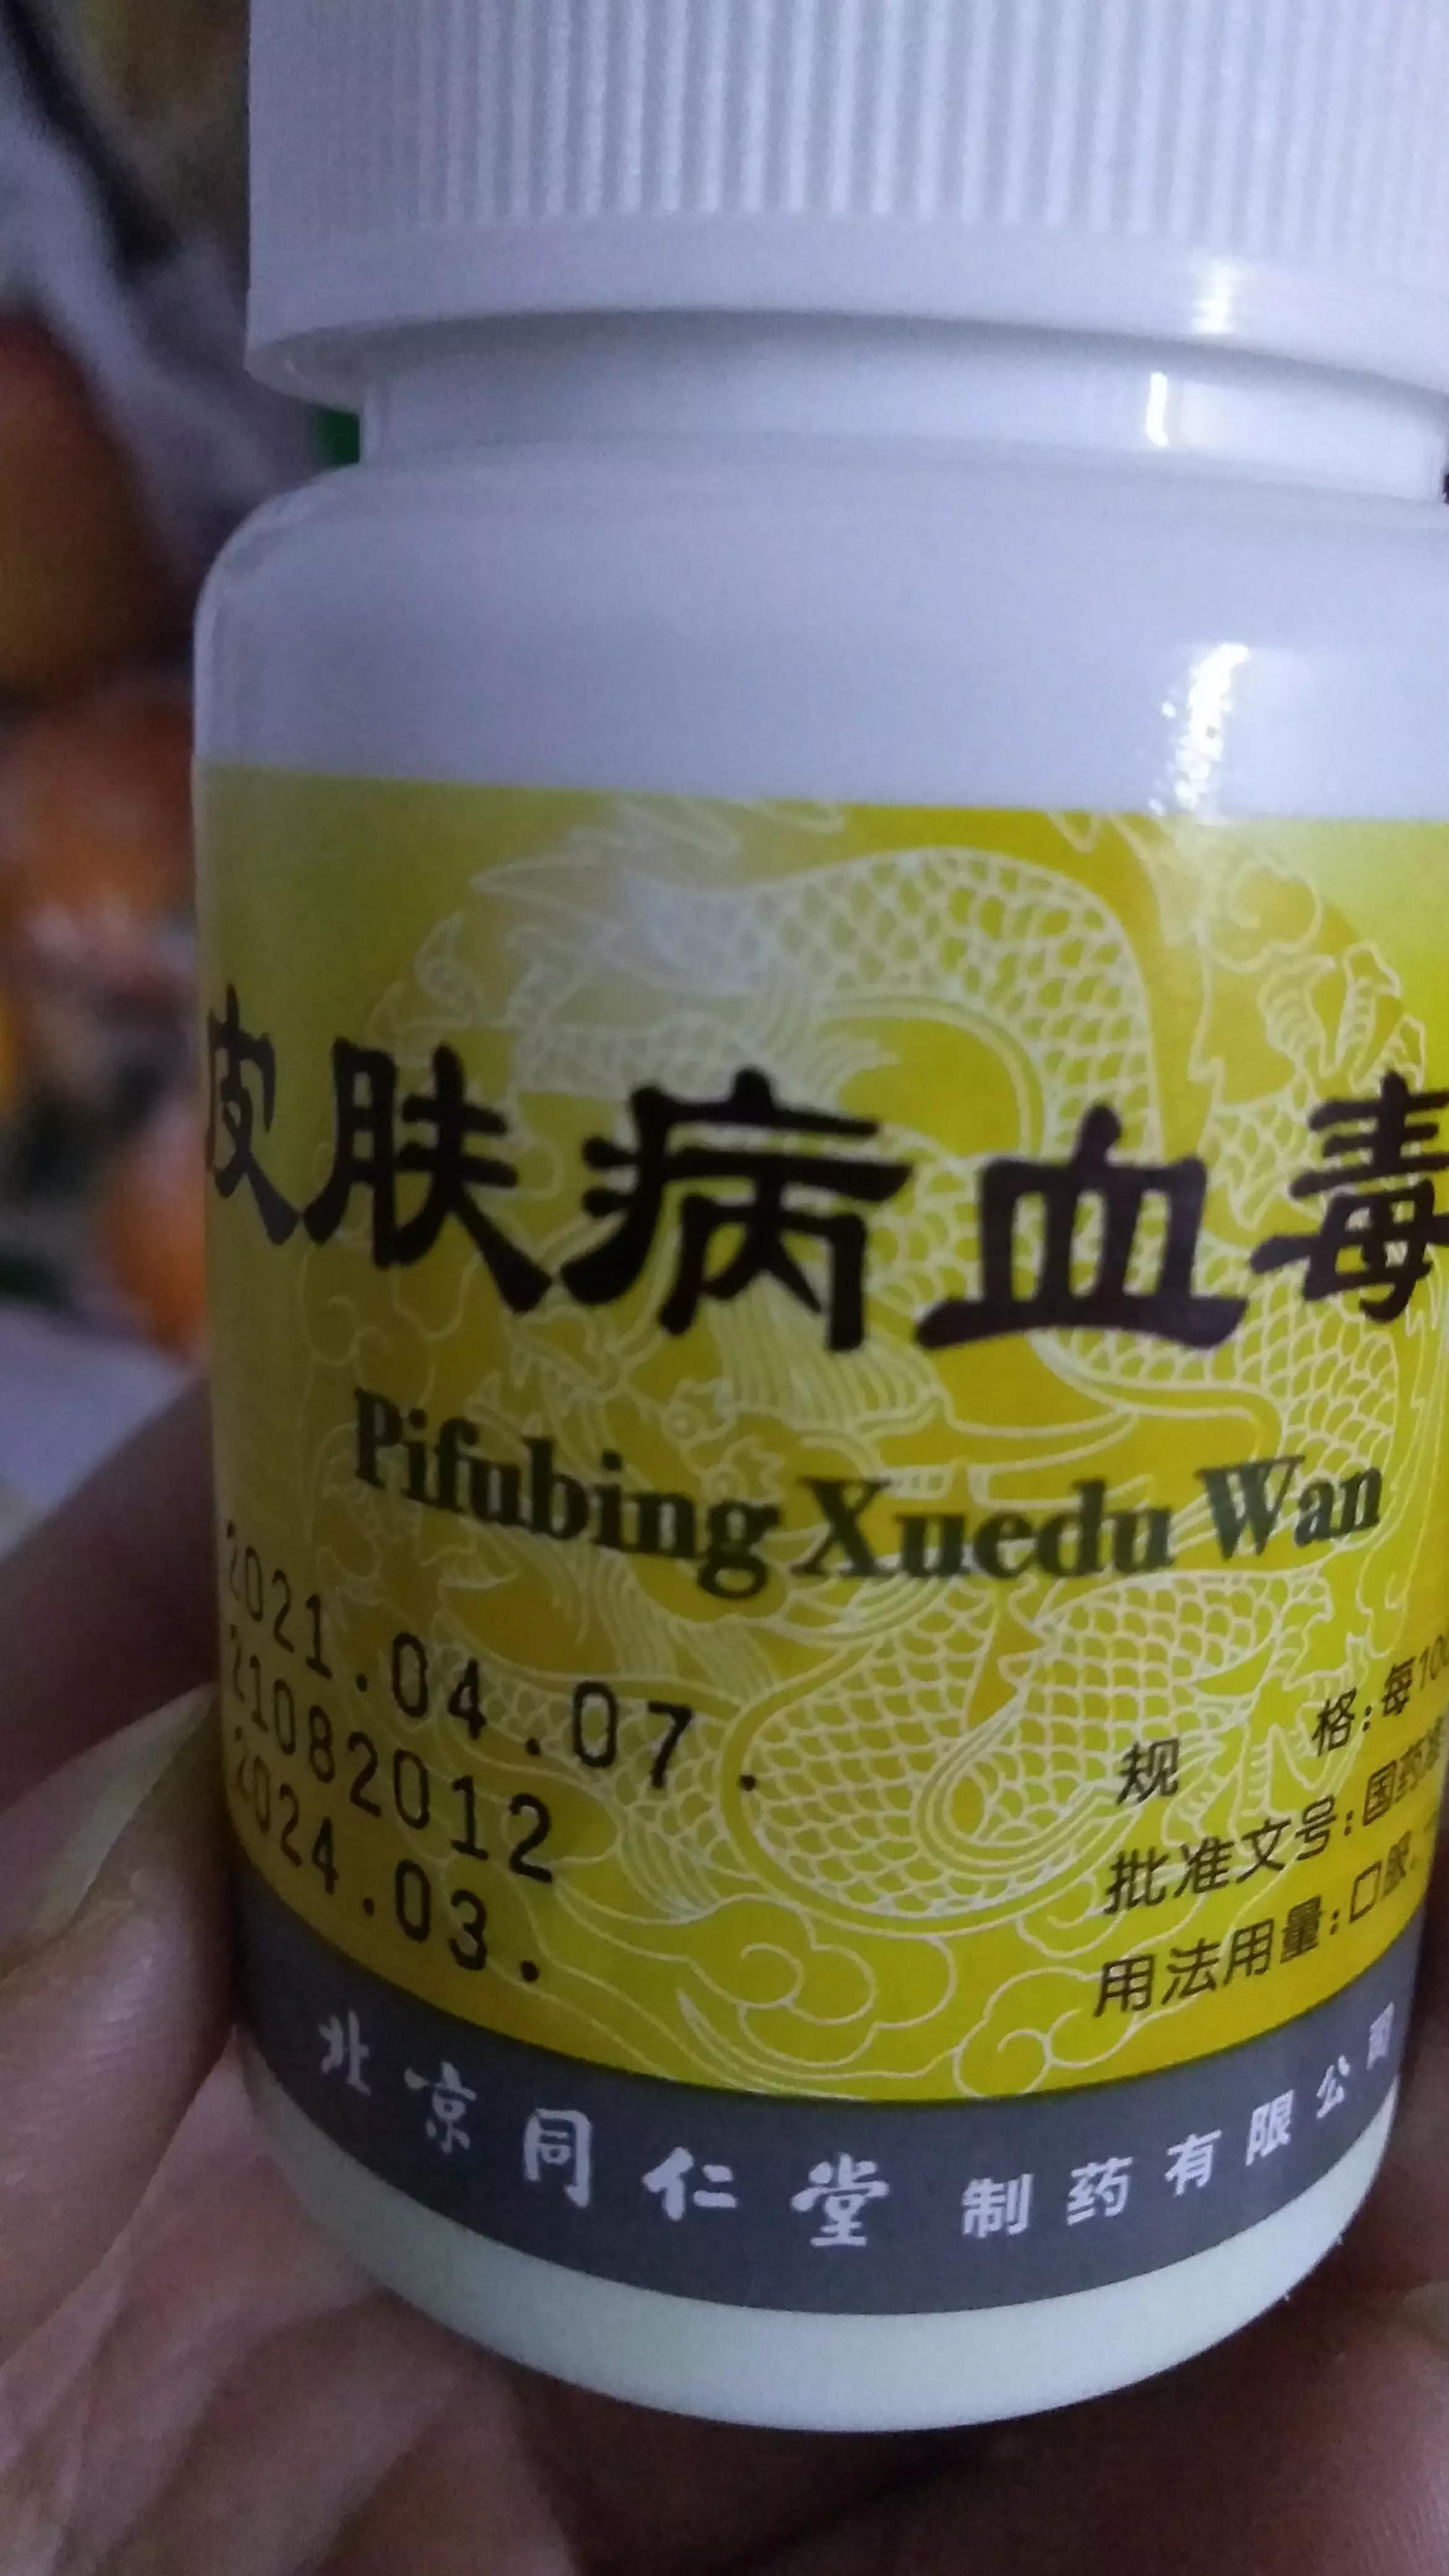 皮肤病血毒
Pifubing Xuedu Wan
2021.04.07.
21082012
2024.03.
规 格:每100
批准文号:国药准
用法用量:口服.
北京同仁堂制药有限公司